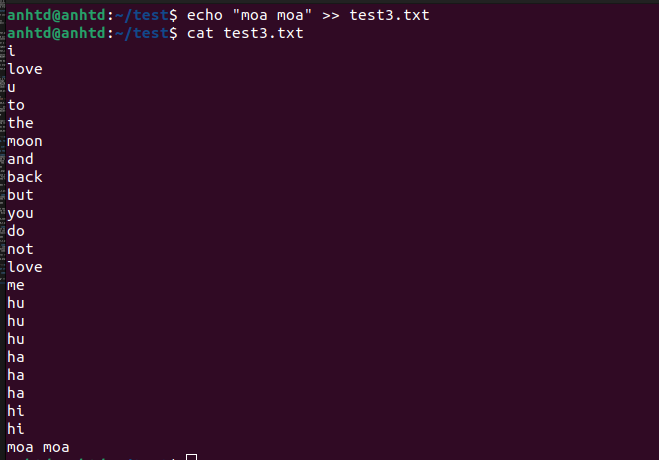 anhtd@anhtd:~/test$ echo "moa moa" >> test3.txt
anhtd@anhtd:~/test$ cat test3.txt
i
love
u
to
the
moon
and
back
but
you
do
not
love
me
hu
hu
hu
ha
ha
ha
hi
hi
moa moa